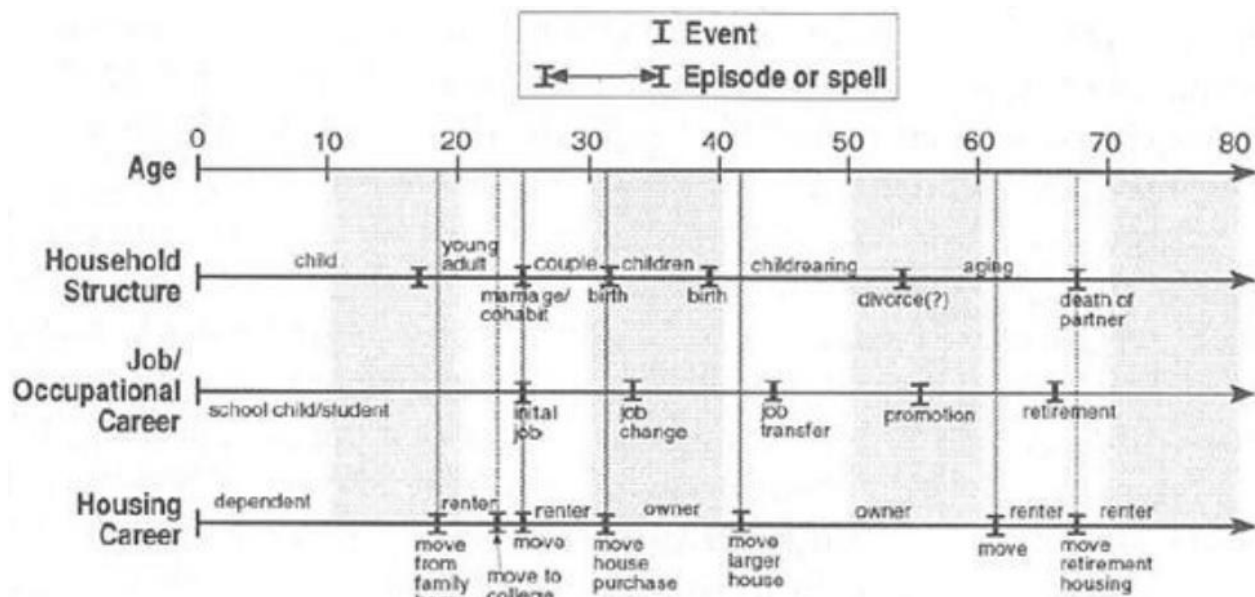 Event
Episode or spell
0 10 20 30 40 50 60 70 80
Age
Household
Structure
child
young
adult
couple
children
childrearing
aging
marriage/
cohabit
birth
birth
divorce(?)
death of
partner
Job/
Occupational
Career
school child/student
initial
job
job
change
job
transfer
promotion
retirement
Housing
Career
dependent
renter
renter
owner
owner
renter
renter
move
from
family
move to
college
move
move
house
purchase
move
larger
house
move
move
retirement
housing